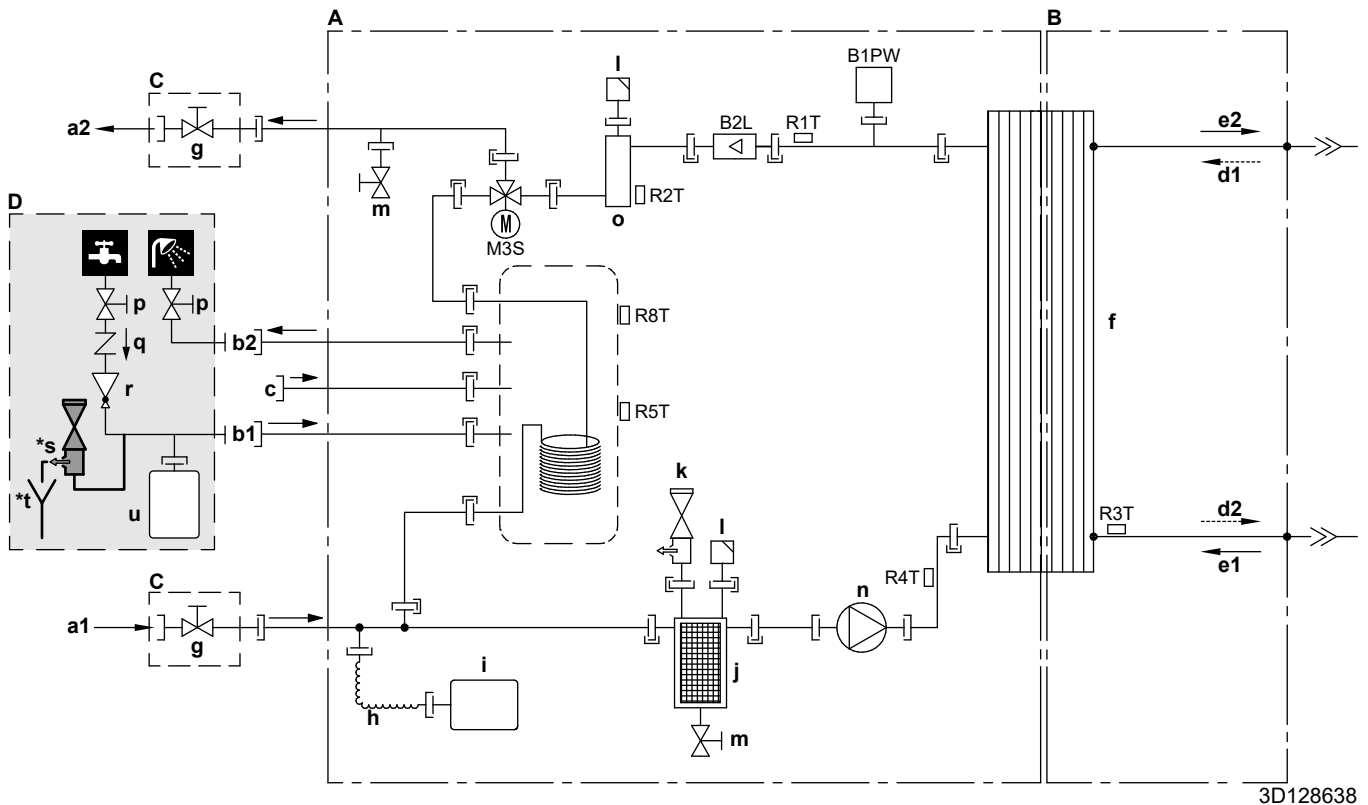 A
B
B1PW
l
C
a2
g
B2L
R1T
e2
d1
m
R2T
o
M
M3S
D
p
p
R8T
f
q
b2
r
c
R5T
b1
*s
k
*t
u
l
R3T
d2
e1
C
R4T
n
a1
g
i
j
h
m
3D128638